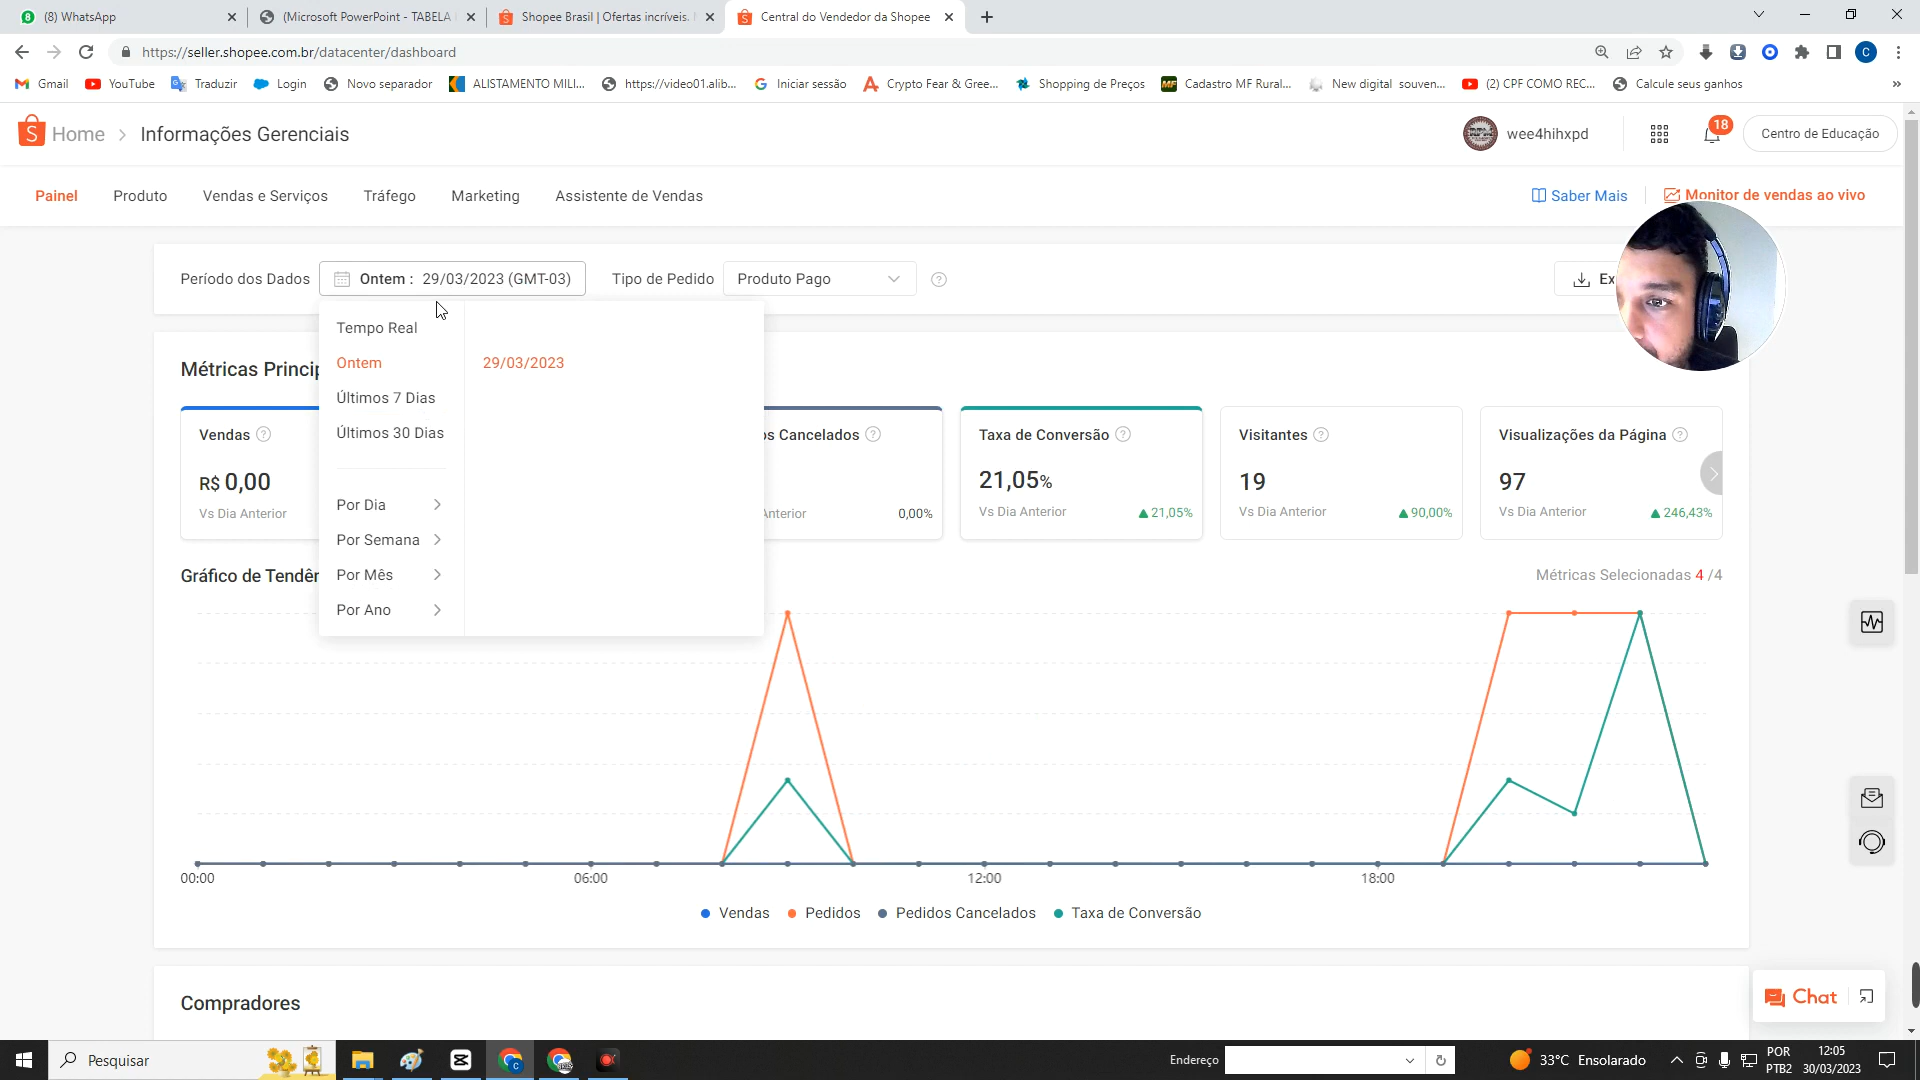 (8) WhatsApp
(Microsoft PowerPoint - TABELA
Shopee Brasil | Ofertas incríveis.
Central do Vendedor da Shopee
https://seller.shopee.com.br/datacenter/dashboard
Gmail
YouTube
Traduzir
Login
Novo separador
ALISTAMENTO MILI...
https://video01.alib...
Iniciar sessão
Crypto Fear & Gree...
Shopping de Preços
Cadastro MF Rural...
New digital souven...
(2) CPF COMO REC...
Calcule seus ganhos
Home > Informações Gerenciais
wee4hihxpd
18
Centro de Educação
Painel
Produto
Vendas e Serviços
Tráfego
Marketing
Assistente de Vendas
Saber Mais
Monitor de vendas ao vivo
Período dos Dados
Ontem : 29/03/2023 (GMT-03)
Tipo de Pedido
Produto Pago
Ex
Tempo Real
Ontem
29/03/2023
Últimos 7 Dias
Últimos 30 Dias
Por Dia
Por Semana
Por Mês
Por Ano
Métricas Princip
Vendas
R$ 0,00
Vs Dia Anterior
os Cancelados
Anterior
0,00%
Taxa de Conversão
21,05%
Vs Dia Anterior
21,05%
Visitantes
19
Vs Dia Anterior
90,00%
Visualizações da Página
97
Vs Dia Anterior
246,43%
Gráfico de Tendên
Métricas Selecionadas 4 /4
00:00
06:00
12:00
18:00
Vendas
Pedidos
Pedidos Cancelados
Taxa de Conversão
Compradores
Chat
Pesquisar
Endereço
33°C Ensolarado
POR
PTB2
12:05
30/03/2023